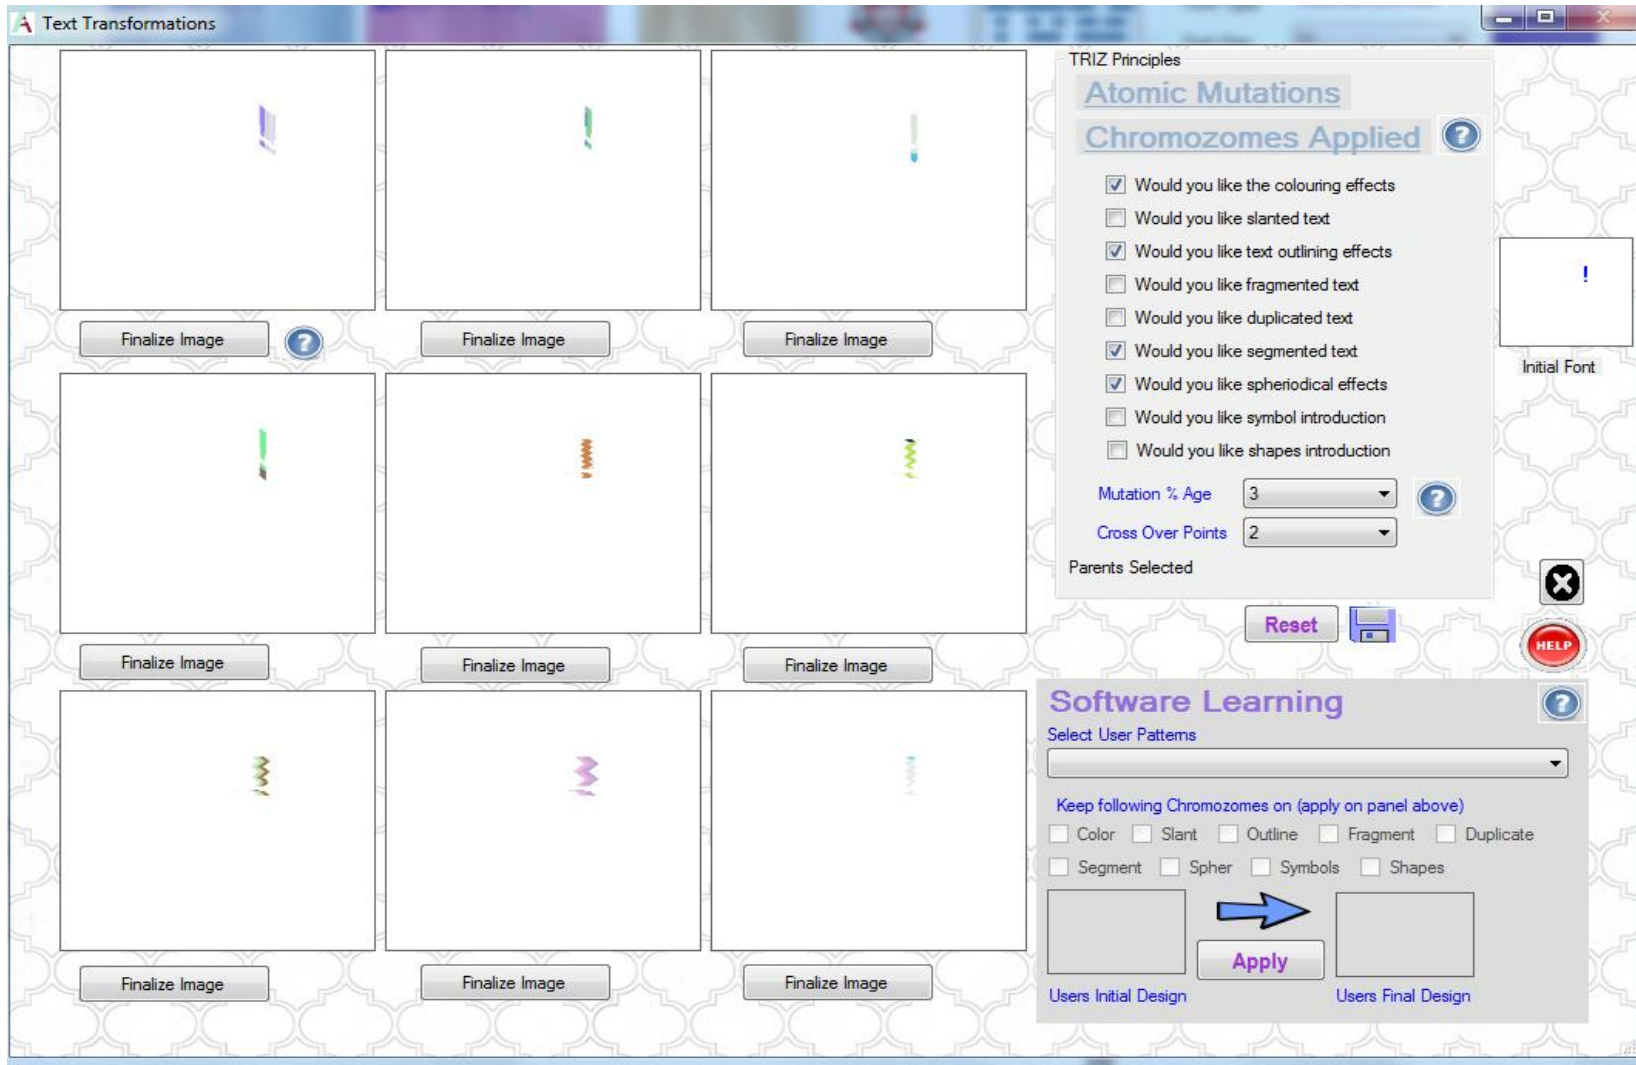 Text Transformations
Finalize Image
Finalize Image
Finalize Image
Finalize Image
Finalize Image
Finalize Image
Finalize Image
Finalize Image
Finalize Image
TRIZ Principles
Atomic Mutations
Chromozomes Applied
?
Would you like the colouring effects
Would you like slanted text
Would you like text outlining effects
Would you like fragmented text
Would you like duplicated text
Would you like segmented text
Would you like spheriodical effects
Would you like symbol introduction
Would you like shapes introduction
Mutation % Age 3
Cross Over Points 2
Parents Selected
!
Initial Font
Reset
HELP
Software Learning
Select User Patterns
Keep following Chromozomes on (apply on panel above)
Color Slant Outline Fragment Duplicate
Segment Spher Symbols Shapes
Apply
Users Initial Design Users Final Design